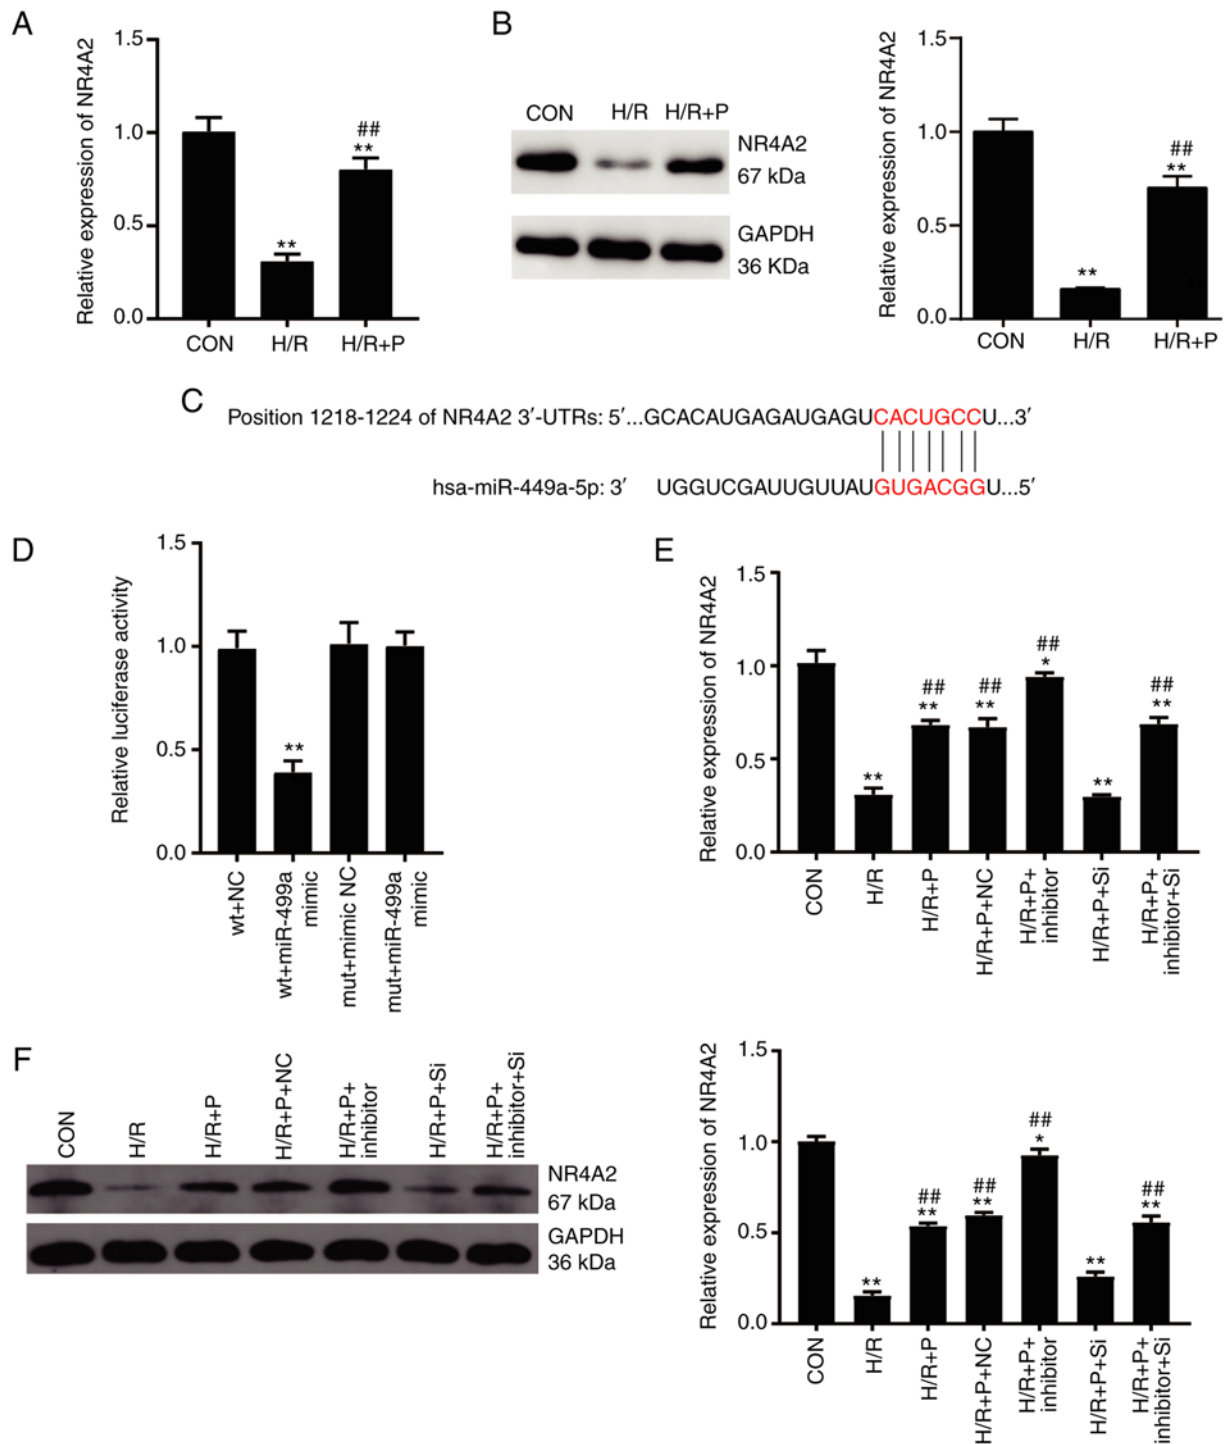 A
Relative expression of NR4A2
1.5
1.0
0.5
0.0
**
##
**
CON
H/R
H/R+P
B
CON H/R H/R+P
NR4A2
67 kDa
GAPDH
36 KDa
Relative expression of NR4A2
1.5
1.0
0.5
0.0
**
##
**
CON
H/R
H/R+P
C
Position 1218-1224 of NR4A2 3′-UTRs: 5′...GCACAUGAGAUGAGUCACUGCCU...3′
hsa-miR-449a-5p: 3′ UGGUCGAUUGUUAUGUGACGGU...5′
D
Relative luciferase activity
1.5
1.0
0.5
0.0
**
wt+NC
wt+miR-499a
mimic
mut+mimic NC
mut+miR-499a
mimic
E
Relative expression of NR4A2
1.5
1.0
0.5
0.0
**
##
**
##
**
##
*
**
##
**
CON
H/R
H/R+P
H/R+P+NC
H/R+P+
inhibitor
H/R+P+Si
H/R+P+
inhibitor+Si
F
CON
H/R
H/R+P
H/R+P+NC
H/R+P+
inhibitor
H/R+P+Si
H/R+P+
inhibitor+Si
NR4A2
67 kDa
GAPDH
36 kDa
Relative expression of NR4A2
1.5
1.0
0.5
0.0
**
##
**
##
**
##
*
**
##
**
CON
H/R
H/R+P
H/R+P+NC
H/R+P+
inhibitor
H/R+P+Si
H/R+P+
inhibitor+Si